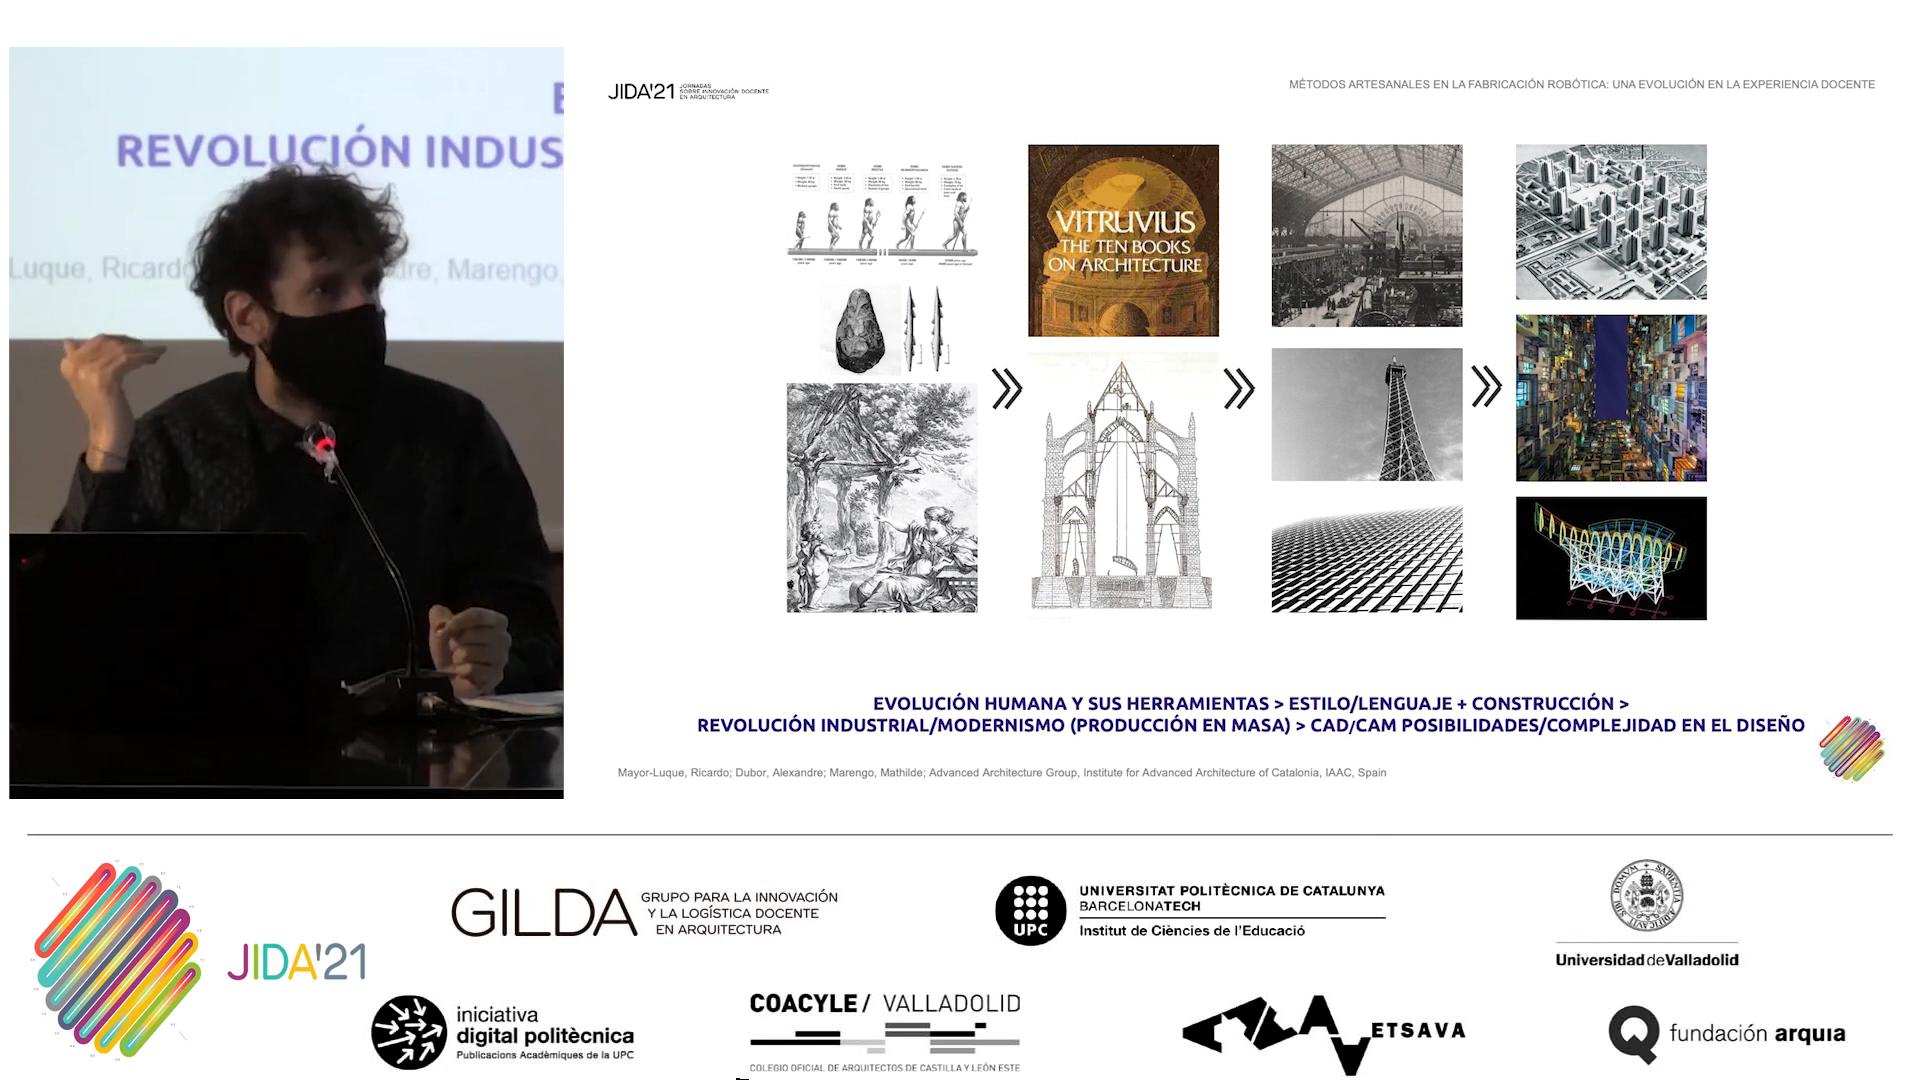 E
REVOLUCIÓN INDUS
Luque, Ricardo
dre, Marengo,
JIDA'21 JORNADAS
SOBRE INNOVACIÓN DOCENTE
EN ARQUITECTURA
MÉTODOS ARTESANALES EN LA FABRICACIÓN ROBÓTICA: UNA EVOLUCIÓN EN LA EXPERIENCIA DOCENTE
VITRUVIUS
THE TEN BOOKS
ON ARCHITECTURE
EVOLUCIÓN HUMANA Y SUS HERRAMIENTAS > ESTILO/LENGUAJE + CONSTRUCCIÓN >
REVOLUCIÓN INDUSTRIAL/MODERNISMO (PRODUCCIÓN EN MASA) > CAD/CAM POSIBILIDADES/COMPLEJIDAD EN EL DISEÑO
Mayor-Luque, Ricardo; Dubor, Alexandre; Marengo, Mathilde; Advanced Architecture Group, Institute for Advanced Architecture of Catalonia, IAAC, Spain
JIDA'21
GILDA GRUPO PARA LA INNOVACIÓN
Y LA LOGÍSTICA DOCENTE
EN ARQUITECTURA
UPC
UNIVERSITAT POLITÈCNICA DE CATALUNYA
BARCELONATECH
Institut de Ciències de l'Educació
Universidad de Valladolid
iniciativa
digital politècnica
Publicacions Acadèmiques de la UPC
COACYLE / VALLADOLID
COLEGIO OFICIAL DE ARQUITECTOS DE CASTILLA Y LEÓN ESTE
ETSAVA
fundación arquia